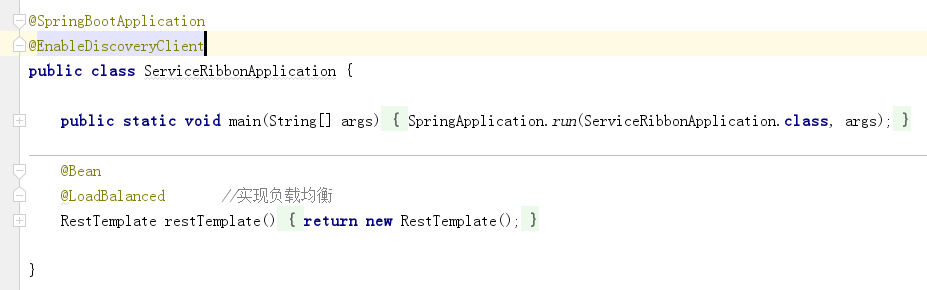 @SpringBootApplication
@EnableDiscoveryClient
public class ServiceRibbonApplication {
public static void main(String[] args) { SpringApplication.run(ServiceRibbonApplication.class, args); }
@Bean
@LoadBalanced //实现负载均衡
RestTemplate restTemplate() { return new RestTemplate(); }
}